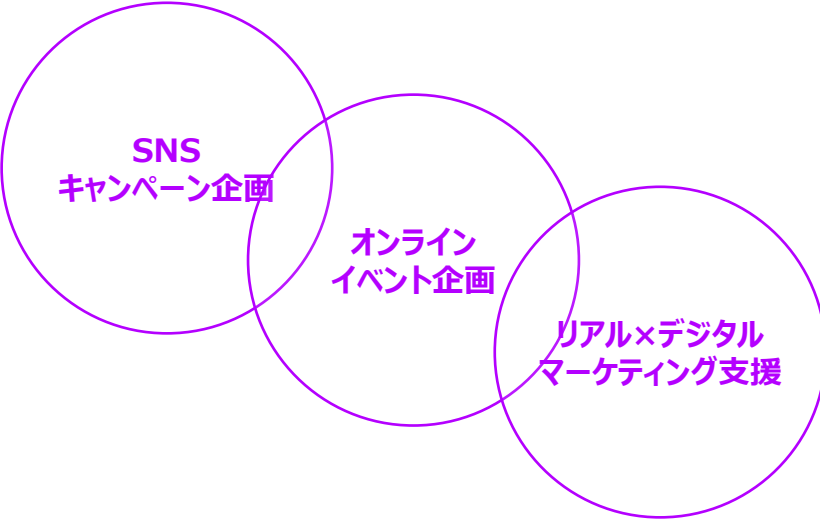 SNS
キャンペーン企画
オンライン
イベント企画
リアル×デジタル
マーケティング支援